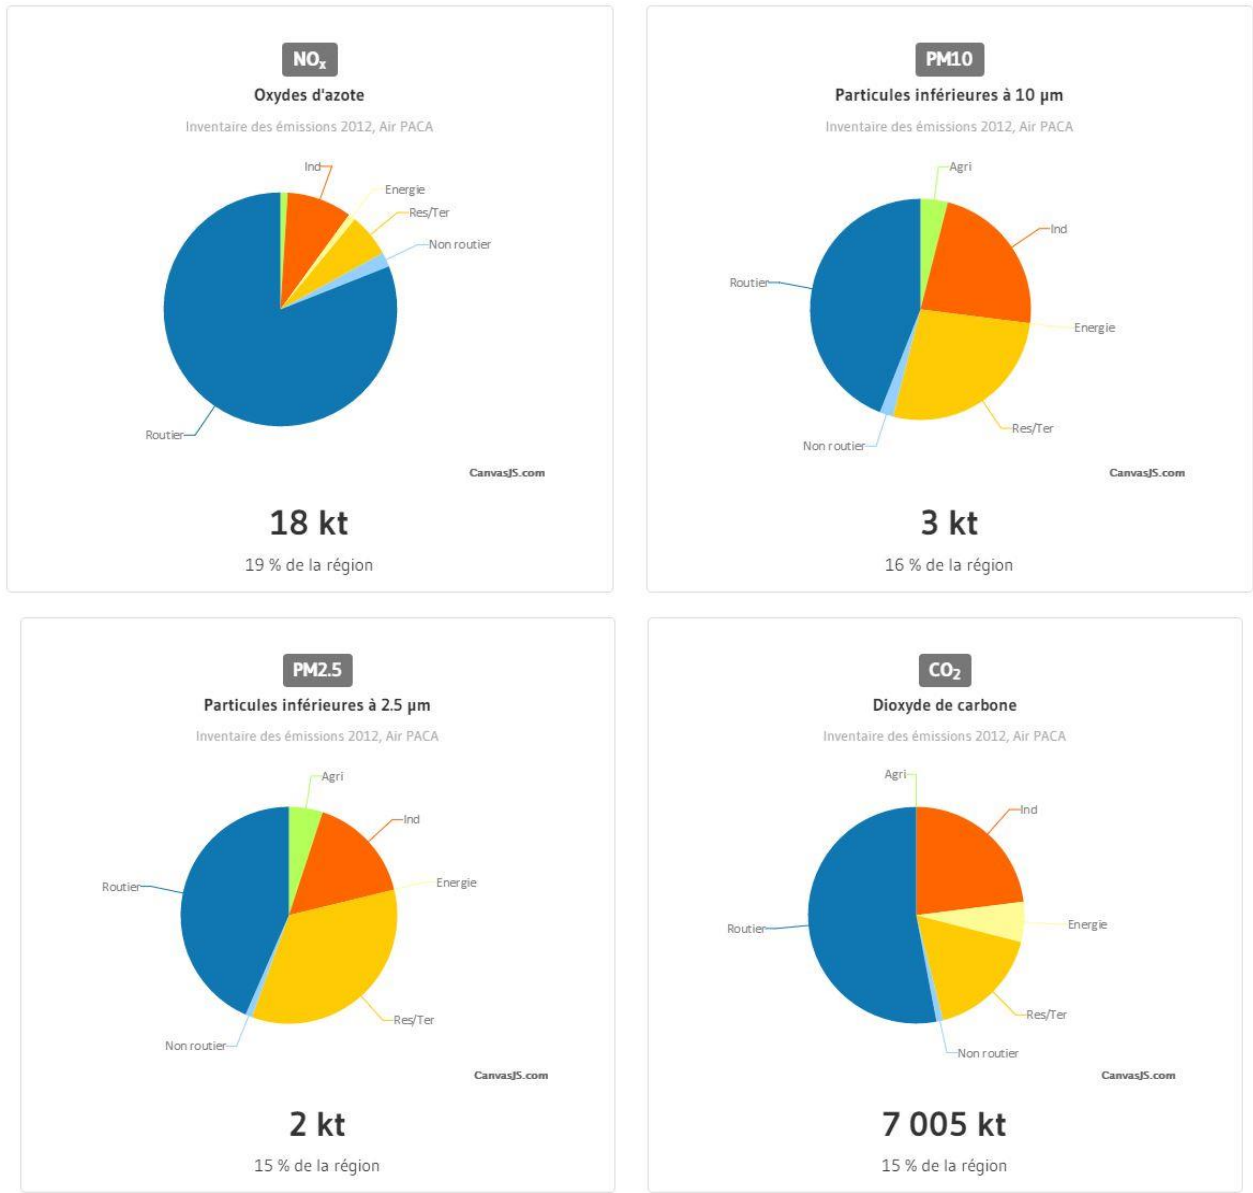 NOx
Oxydes d'azote
Inventaire des émissions 2012, Air PACA
Ind
Energie
Res/Ter
Non routier
Routier
CanvasJS.com
18 kt
19 % de la région
PM10
Particules inférieures à 10 µm
Inventaire des émissions 2012, Air PACA
Agri
Ind
Routier
Energie
Res/Ter
Non routier
CanvasJS.com
3 kt
16 % de la région
PM2.5
Particules inférieures à 2.5 µm
Inventaire des émissions 2012, Air PACA
Agri
Ind
Energie
Routier
Res/Ter
Non routier
CanvasJS.com
2 kt
15 % de la région
CO2
Dioxyde de carbone
Inventaire des émissions 2012, Air PACA
Agri
Ind
Energie
Routier
Res/Ter
Non routier
CanvasJS.com
7 005 kt
15 % de la région